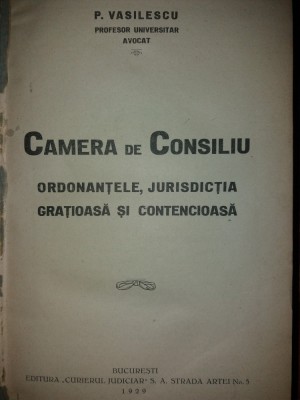 P. VASILESCU
PROFESOR UNIVERSITAR
AVOCAT
CAMERA DE CONSILIU
ORDONANȚELE, JURISDICȚIA
GRAȚIOASĂ ȘI CONTENCIOASĂ
BUCUREȘTI
EDITURA „CURIERUL JUDICIAR" S. A. STRADA ARTEI No. 5
1929